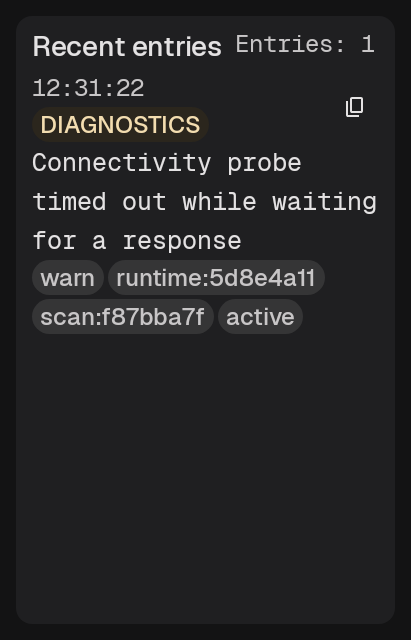 Recent entries Entries: 1
12:31:22
DIAGNOSTICS
Connectivity probe
timed out while waiting
for a response
warn runtime:5d8e4a11
scan:f87bba7f active